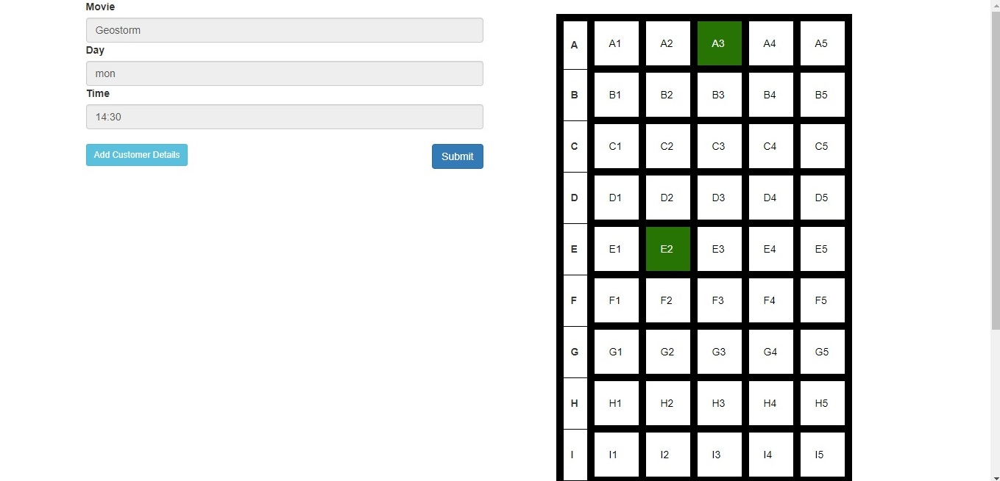 Movie
Geostorm
Day
mon
Time
14:30
Add Customer Details
Submit
A A1 A2 A3 A4 A5
B B1 B2 B3 B4 B5
C C1 C2 C3 C4 C5
D D1 D2 D3 D4 D5
E E1 E2 E3 E4 E5
F F1 F2 F3 F4 F5
G G1 G2 G3 G4 G5
H H1 H2 H3 H4 H5
I I1 I2 I3 I4 I5